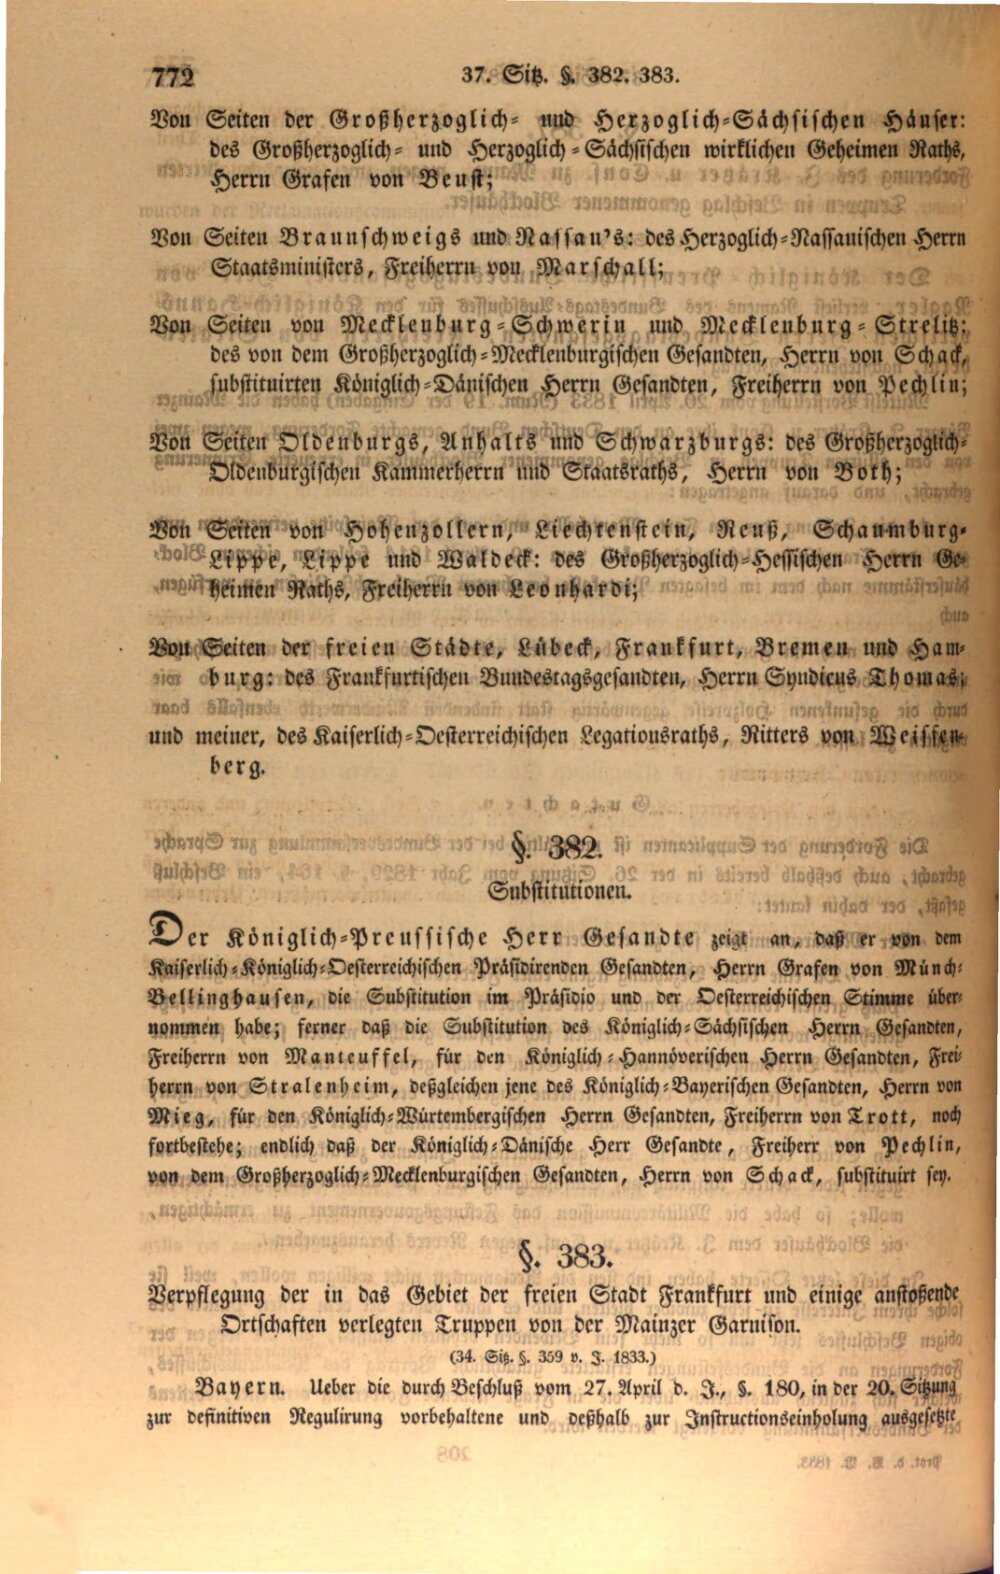 772
37. Sitz. §. 382. 383.
Von Seiten der Großherzoglich- und Herzoglich-Sächsischen Häuser:
des Großherzoglich- und Herzoglich-Sächsischen wirklichen Geheimen Raths,
Herrn Grafen von Beust;
Von Seiten Braunschweigs und Nassau's: des Herzoglich-Nassauischen Herrn
Staatsministers, Freiherrn von Marschall;
Von Seiten von Mecklenburg-Schwerin und Mecklenburg-Strelitz:
des von dem Großherzoglich-Mecklenburgischen Gesandten, Herrn von Schack,
substituirten Königlich-Dänischen Herrn Gesandten, Freiherrn von Pechlin;
Von Seiten Oldenburgs, Anhalts und Schwarzburgs: des Großherzoglich-
Oldenburgischen Kammerherrn und Staatsraths, Herrn von Both;
Von Seiten von Hohenzollern, Liechtenstein, Reuß, Schaumburg-
Lippe, Lippe und Waldeck: des Großherzoglich-Hessischen Herrn Ge-
heimen Raths, Freiherrn von Leonhardi;
Von Seiten der freien Städte, Lübeck, Frankfurt, Bremen und Ham-
burg: des Frankfurtischen Bundestagsgesandten, Herrn Syndicus Thomas;
und meiner, des Kaiserlich-Oesterreichischen Legationsraths, Ritters von Weissen-
berg.
§. 382.
Substitutionen.
Der Königlich-Preussische Herr Gesandte zeigt an, daß er von dem
Kaiserlich-Königlich-Oesterreichischen Präsidirenden Gesandten, Herrn Grafen von Münch-
Bellinghausen, die Substitution im Präsidio und der Oesterreichischen Stimme über-
nommen habe; ferner daß die Substitution des Königlich-Sächsischen Herrn Gesandten,
Freiherrn von Manteuffel, für den Königlich-Hannöverischen Herrn Gesandten, Frei-
herrn von Stralenheim, deßgleichen jene des Königlich-Bayerischen Gesandten, Herrn von
Mieg, für den Königlich-Würtembergischen Herrn Gesandten, Freiherrn von Trott, noch
fortbestehe; endlich daß der Königlich-Dänische Herr Gesandte, Freiherr von Pechlin,
von dem Großherzoglich-Mecklenburgischen Gesandten, Herrn von Schack, substituirt sey.
§. 383.
Verpflegung der in das Gebiet der freien Stadt Frankfurt und einige anstoßende
Ortschaften verlegten Truppen von der Mainzer Garnison.
(34. Sitz. §. 359 v. J. 1833.)
Bayern. Ueber die durch Beschluß vom 27. April d. J., §. 180, in der 20. Sitzung
zur definitiven Regulirung vorbehaltene und deßhalb zur Instructionseinholung ausgesetzte